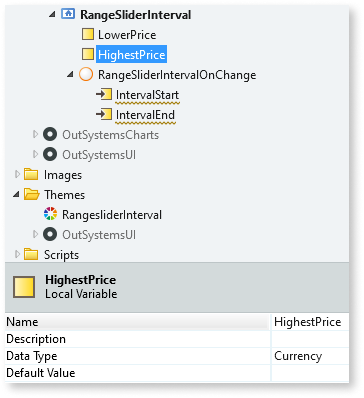 RangeSliderInterval
LowerPrice
HighestPrice
RangeSliderIntervalOnChange
IntervalStart
IntervalEnd
OutSystemsCharts
OutSystemsUI
Images
Themes
RangesliderInterval
OutSystemsUI
Scripts
HighestPrice
Local Variable
Name HighestPrice
Description
Data Type Currency
Default Value